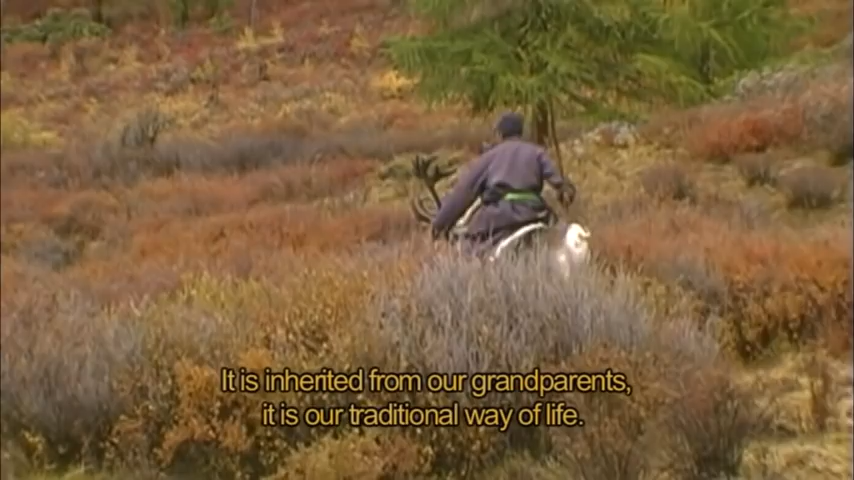 It is inherited from our grandparents,
it is our traditional way of life.